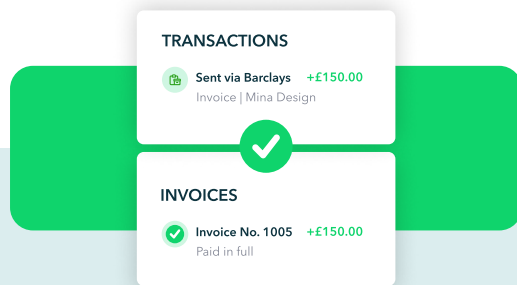 TRANSACTIONS
Sent via Barclays +£150.00
Invoice | Mina Design
INVOICES
Invoice No. 1005 +£150.00
Paid in full